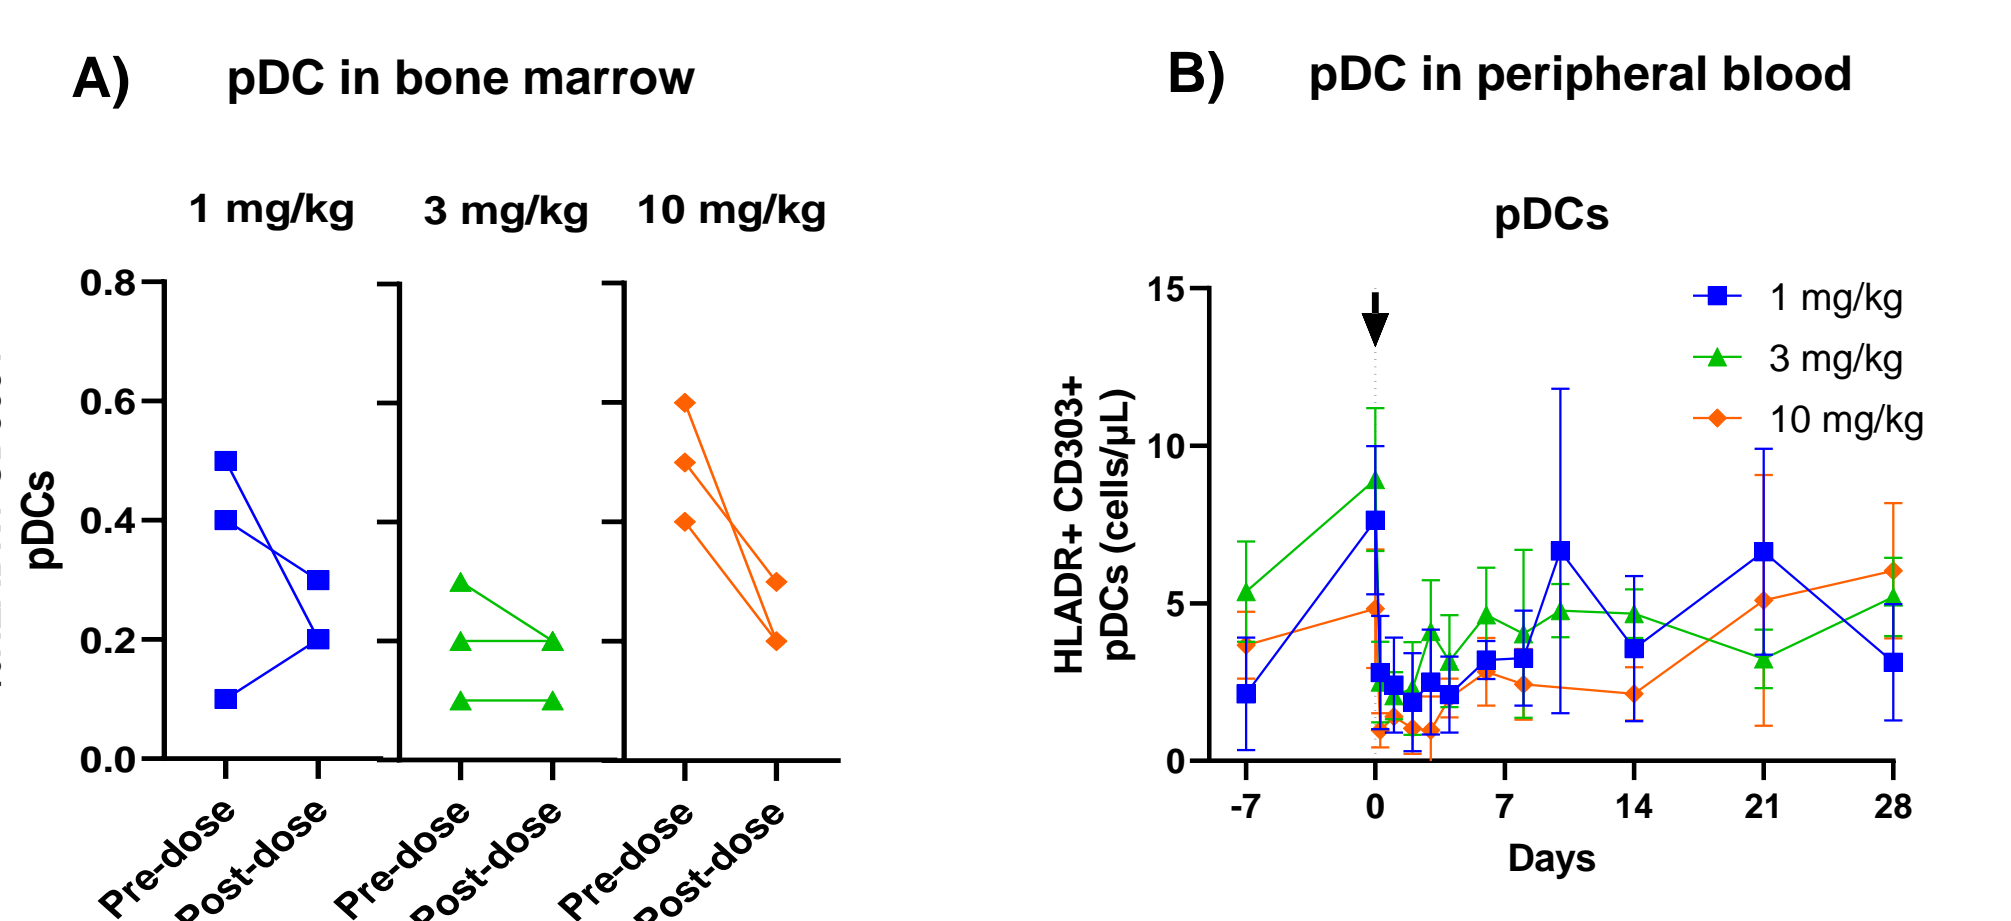 A) pDC in bone marrow
1 mg/kg 3 mg/kg 10 mg/kg
0.8
0.6
0.4
0.2
0.0
pDCs
Pre-dose
Post-dose
Pre-dose
Post-dose
Pre-dose
Post-dose
B) pDC in peripheral blood
pDCs
15
10
5
0
HLADR+ CD303+
pDCs (cells/μL)
1 mg/kg
3 mg/kg
10 mg/kg
-7 0 7 14 21 28
Days